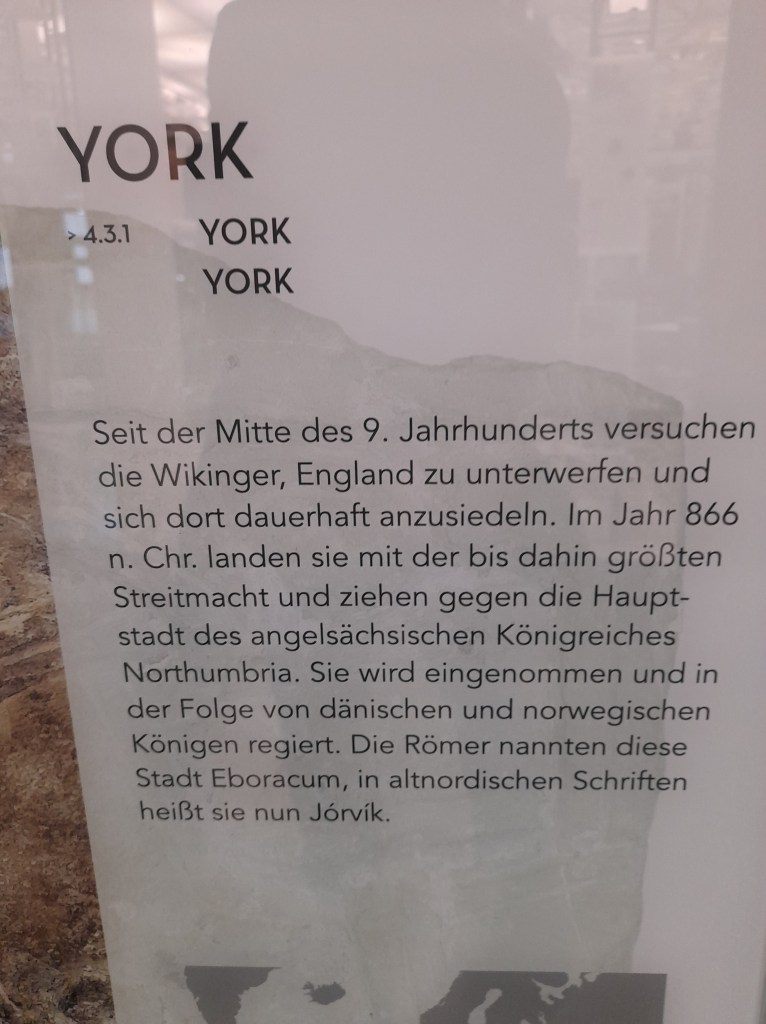 YORK
> 4.3.1 YORK
YORK
Seit der Mitte des 9. Jahrhunderts versuchen
die Wikinger, England zu unterwerfen und
sich dort dauerhaft anzusiedeln. Im Jahr 866
n. Chr. landen sie mit der bis dahin größten
Streitmacht und ziehen gegen die Haupt-
stadt des angelsächsischen Königreiches
Northumbria. Sie wird eingenommen und in
der Folge von dänischen und norwegischen
Königen regiert. Die Römer nannten diese
Stadt Eboracum, in altnordischen Schriften
heißt sie nun Jórvík.